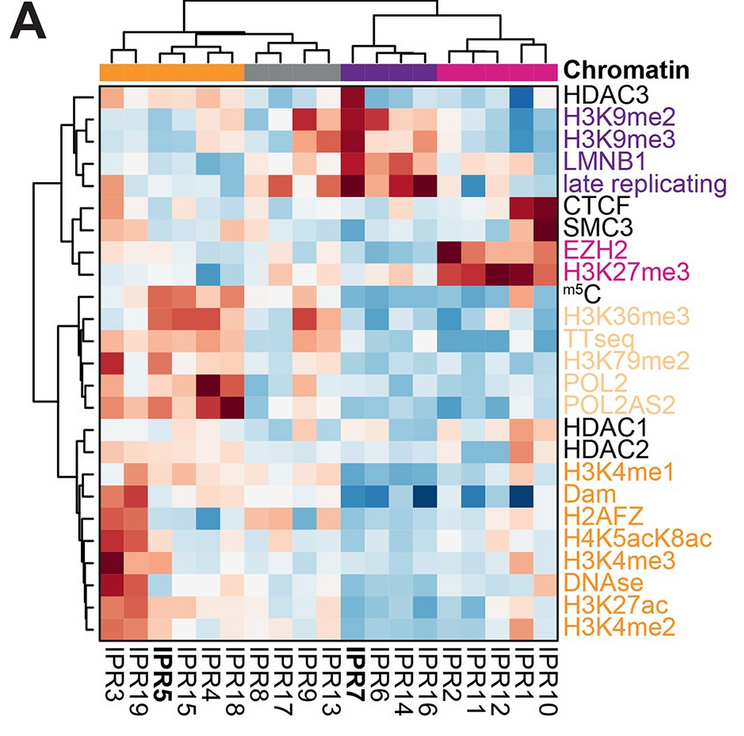 A
Chromatin
HDAC3
H3K9me2
H3K9me3
LMNB1
late replicating
CTCF
SMC3
EZH2
H3K27me3
m5C
H3K36me3
TTseq
H3K79me2
POL2
POL2AS2
HDAC1
HDAC2
H3K4me1
Dam
H2AFZ
H4K5acK8ac
H3K4me3
DNAse
H3K27ac
H3K4me2
IPR3
IPR19
IPR5
IPR15
IPR4
IPR18
IPR8
IPR17
IPR9
IPR13
IPR7
IPR6
IPR14
IPR16
IPR2
IPR11
IPR12
IPR1
IPR10